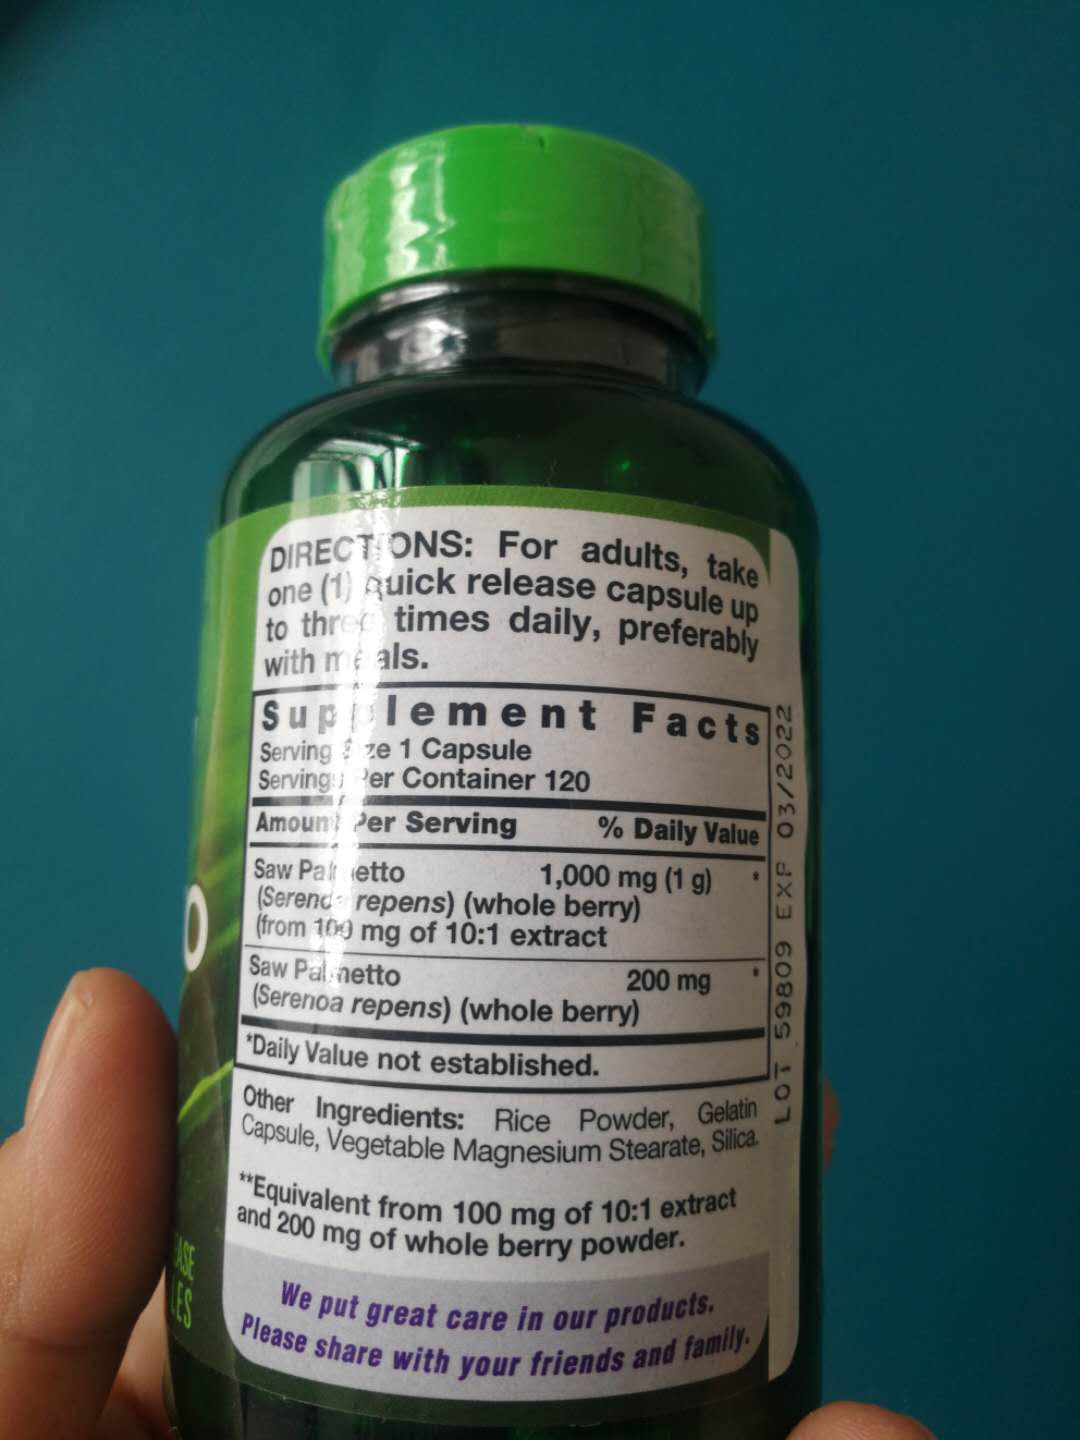 DIRECTIONS: For adults, take
one (1) quick release capsule up
to three times daily, preferably
with meals.
Supplement Facts
Serving Size 1 Capsule
Servings Per Container 120
Amount Per Serving % Daily Value
Saw Palmetto 1,000 mg (1 g) *
(Serenoa repens) (whole berry)
(from 100 mg of 10:1 extract
Saw Palmetto 200 mg *
(Serenoa repens) (whole berry)
*Daily Value not established.
Other Ingredients: Rice Powder, Gelatin
Capsule, Vegetable Magnesium Stearate, Silica.
**Equivalent from 100 mg of 10:1 extract
and 200 mg of whole berry powder.
We put great care in our products.
Please share with your friends and family.
LOT 59809 EXP 03/2022
O
ASE
LES